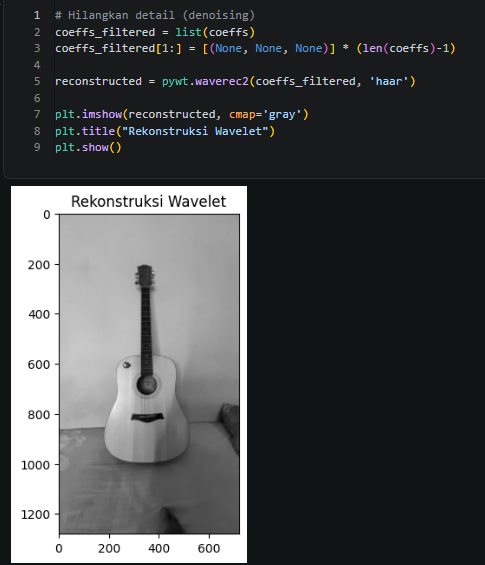 1 # Hilangkan detail (denoising)
2 coeffs_filtered = list(coeffs)
3 coeffs_filtered[1:] = [(None, None, None)] * (len(coeffs)-1)
4
5 reconstructed = pywt.waverec2(coeffs_filtered, 'haar')
6
7 plt.imshow(reconstructed, cmap='gray')
8 plt.title("Rekonstruksi Wavelet")
9 plt.show()
Rekonstruksi Wavelet
0
200
400
600
800
1000
1200
0 200 400 600